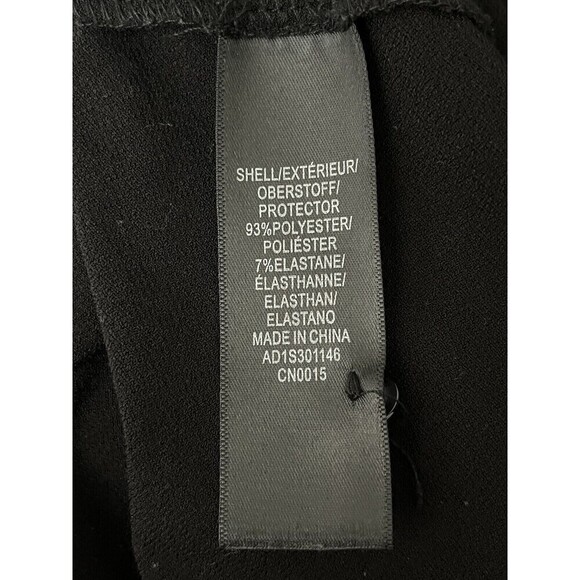 SHELL/EXTÉRIEUR/
OBERSTOFF/
PROTECTOR
93%POLYESTER/
POLIÉSTER
7%ELASTANE/
ÉLASTHANNE/
ELASTHAN/
ELASTANO
MADE IN CHINA
AD1S301146
CN0015